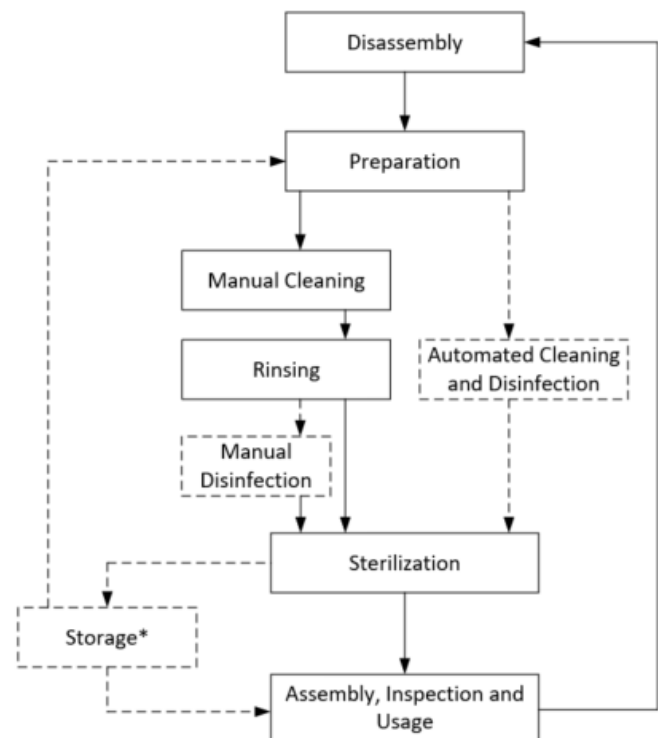 Disassembly
Preparation
Manual Cleaning
Rinsing
Automated Cleaning
and Disinfection
Manual
Disinfection
Sterilization
Storage*
Assembly, Inspection and
Usage